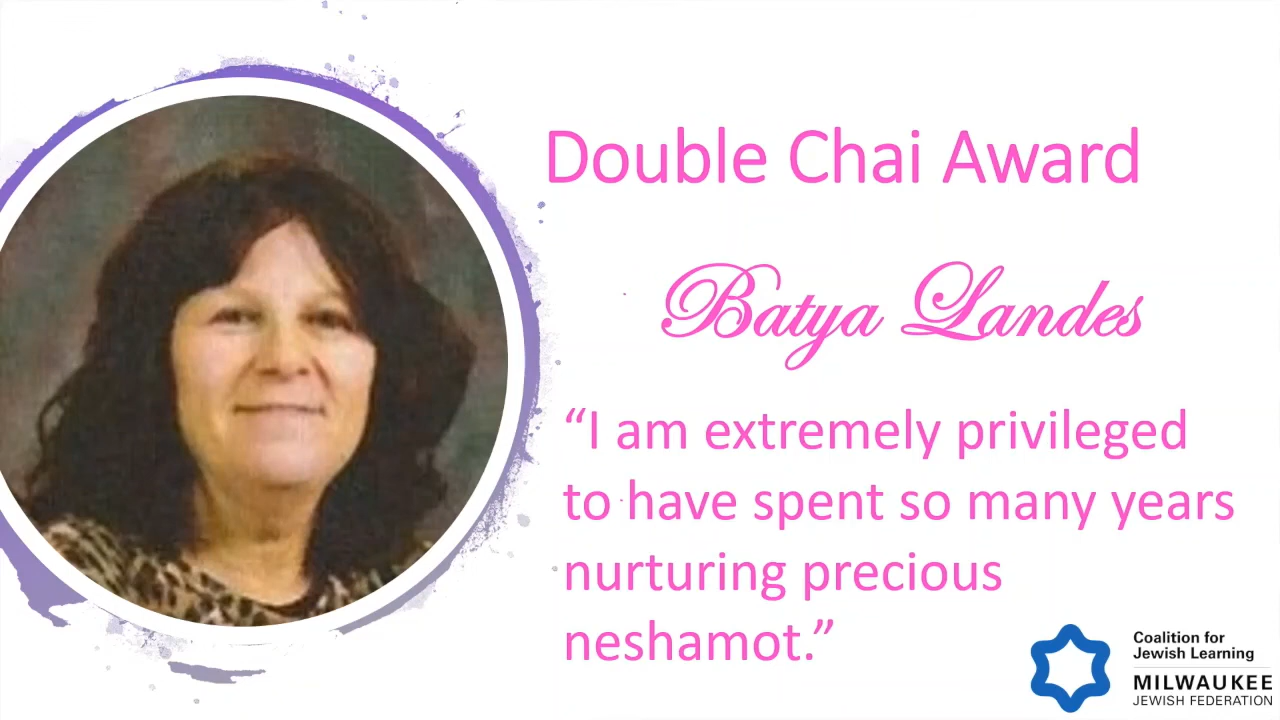 Double Chai Award
Batya Landes
“I am extremely privileged
to have spent so many years
nurturing precious
neshamot.”
Coalition for
Jewish Learning
MILWAUKEE
JEWISH FEDERATION